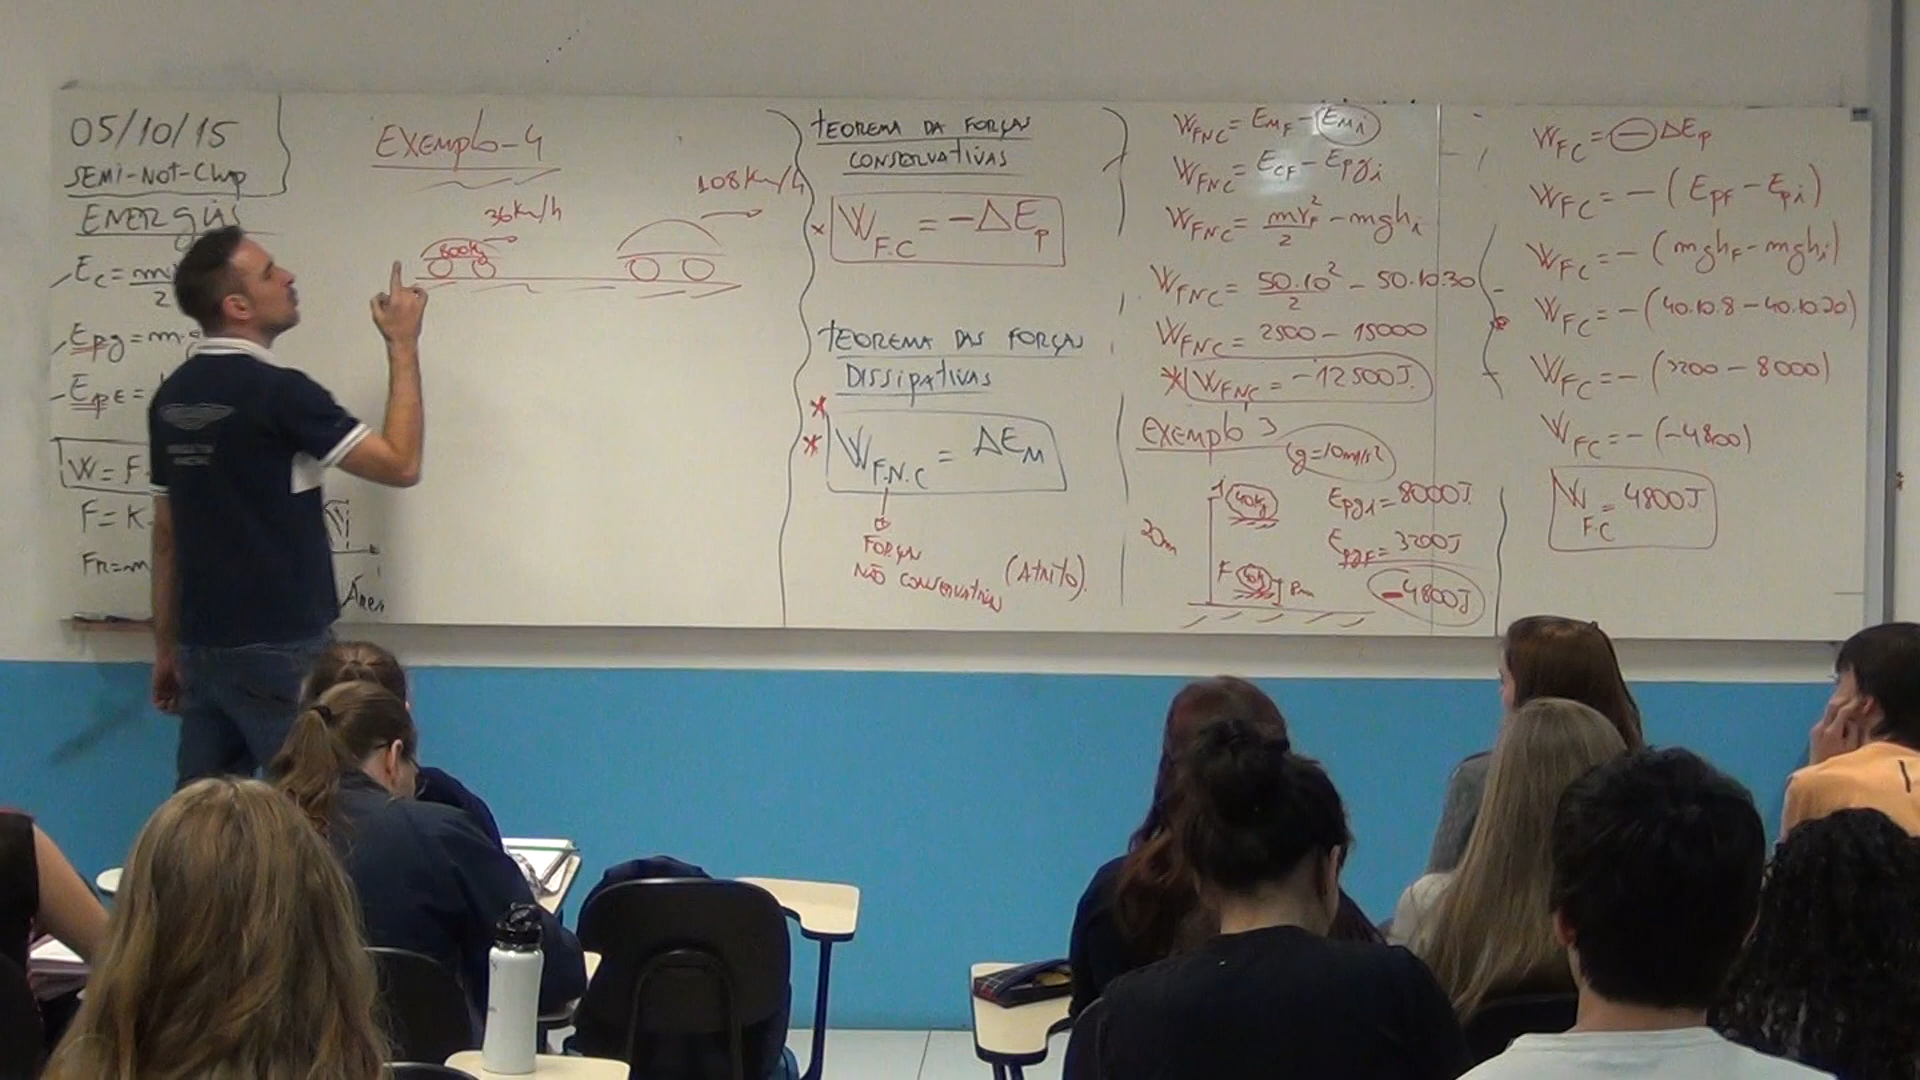 05/10/15
SEMI-NOT-Chap
ENERGIAS
Ec = m
2
Epg = m.g
EpE =
W = F
F = K
FR = m
Área
EXEMPLO-4
36Km/h
108Km/h
800Kg
TEOREMA DA FORÇAS
CONSERVATIVAS
W F.C = -ΔEp
TEOREMA DAS FORÇAS
DISSIPATIVAS
W F.N.C = ΔEM
FORÇAS
NÃO CONSERVATIVAS (AtRito).
WFNC = EMF - EMi
WFNC = ECF - Epgi
WFNC = mVF²/2 - mghi
WFNC = 50.10²/2 - 50.10.30
WFNC = 2500 - 15000
* WFNC = -12500J.
EXEMPLO 3
g=10m/s²
40Kg
20m
F 40Kg 8m
Epgi = 8000J.
EpgF = 3200J
-4800J
WFC = - ΔEp
WFC = - (EpF - Epi)
WFC = - (mghF - mghi)
WFC = - (40.10.8 - 40.10.20)
WFC = - (3200 - 8000)
WFC = - (-4800)
WFC = 4800J